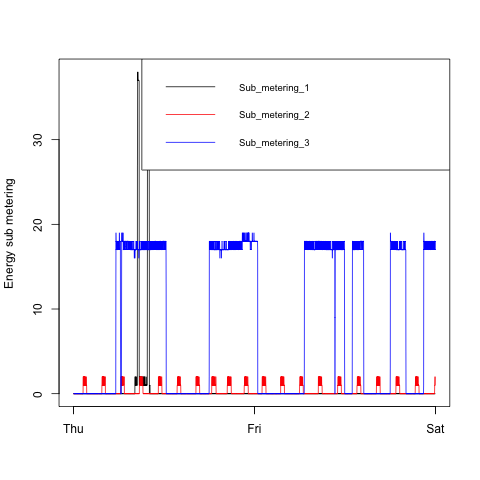 Sub_metering_1
Sub_metering_2
Sub_metering_3
Energy sub metering
30
20
10
0
Thu Fri Sat